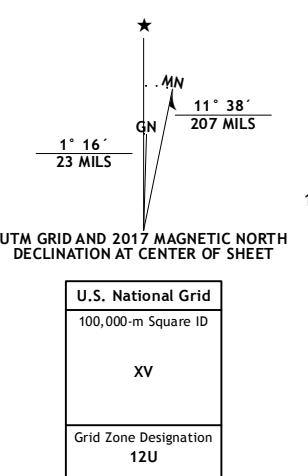 ★
MN
GN
11° 38´
207 MILS
1° 16´
23 MILS
UTM GRID AND 2017 MAGNETIC NORTH
DECLINATION AT CENTER OF SHEET
U.S. National Grid
100,000-m Square ID
XV
Grid Zone Designation
12U